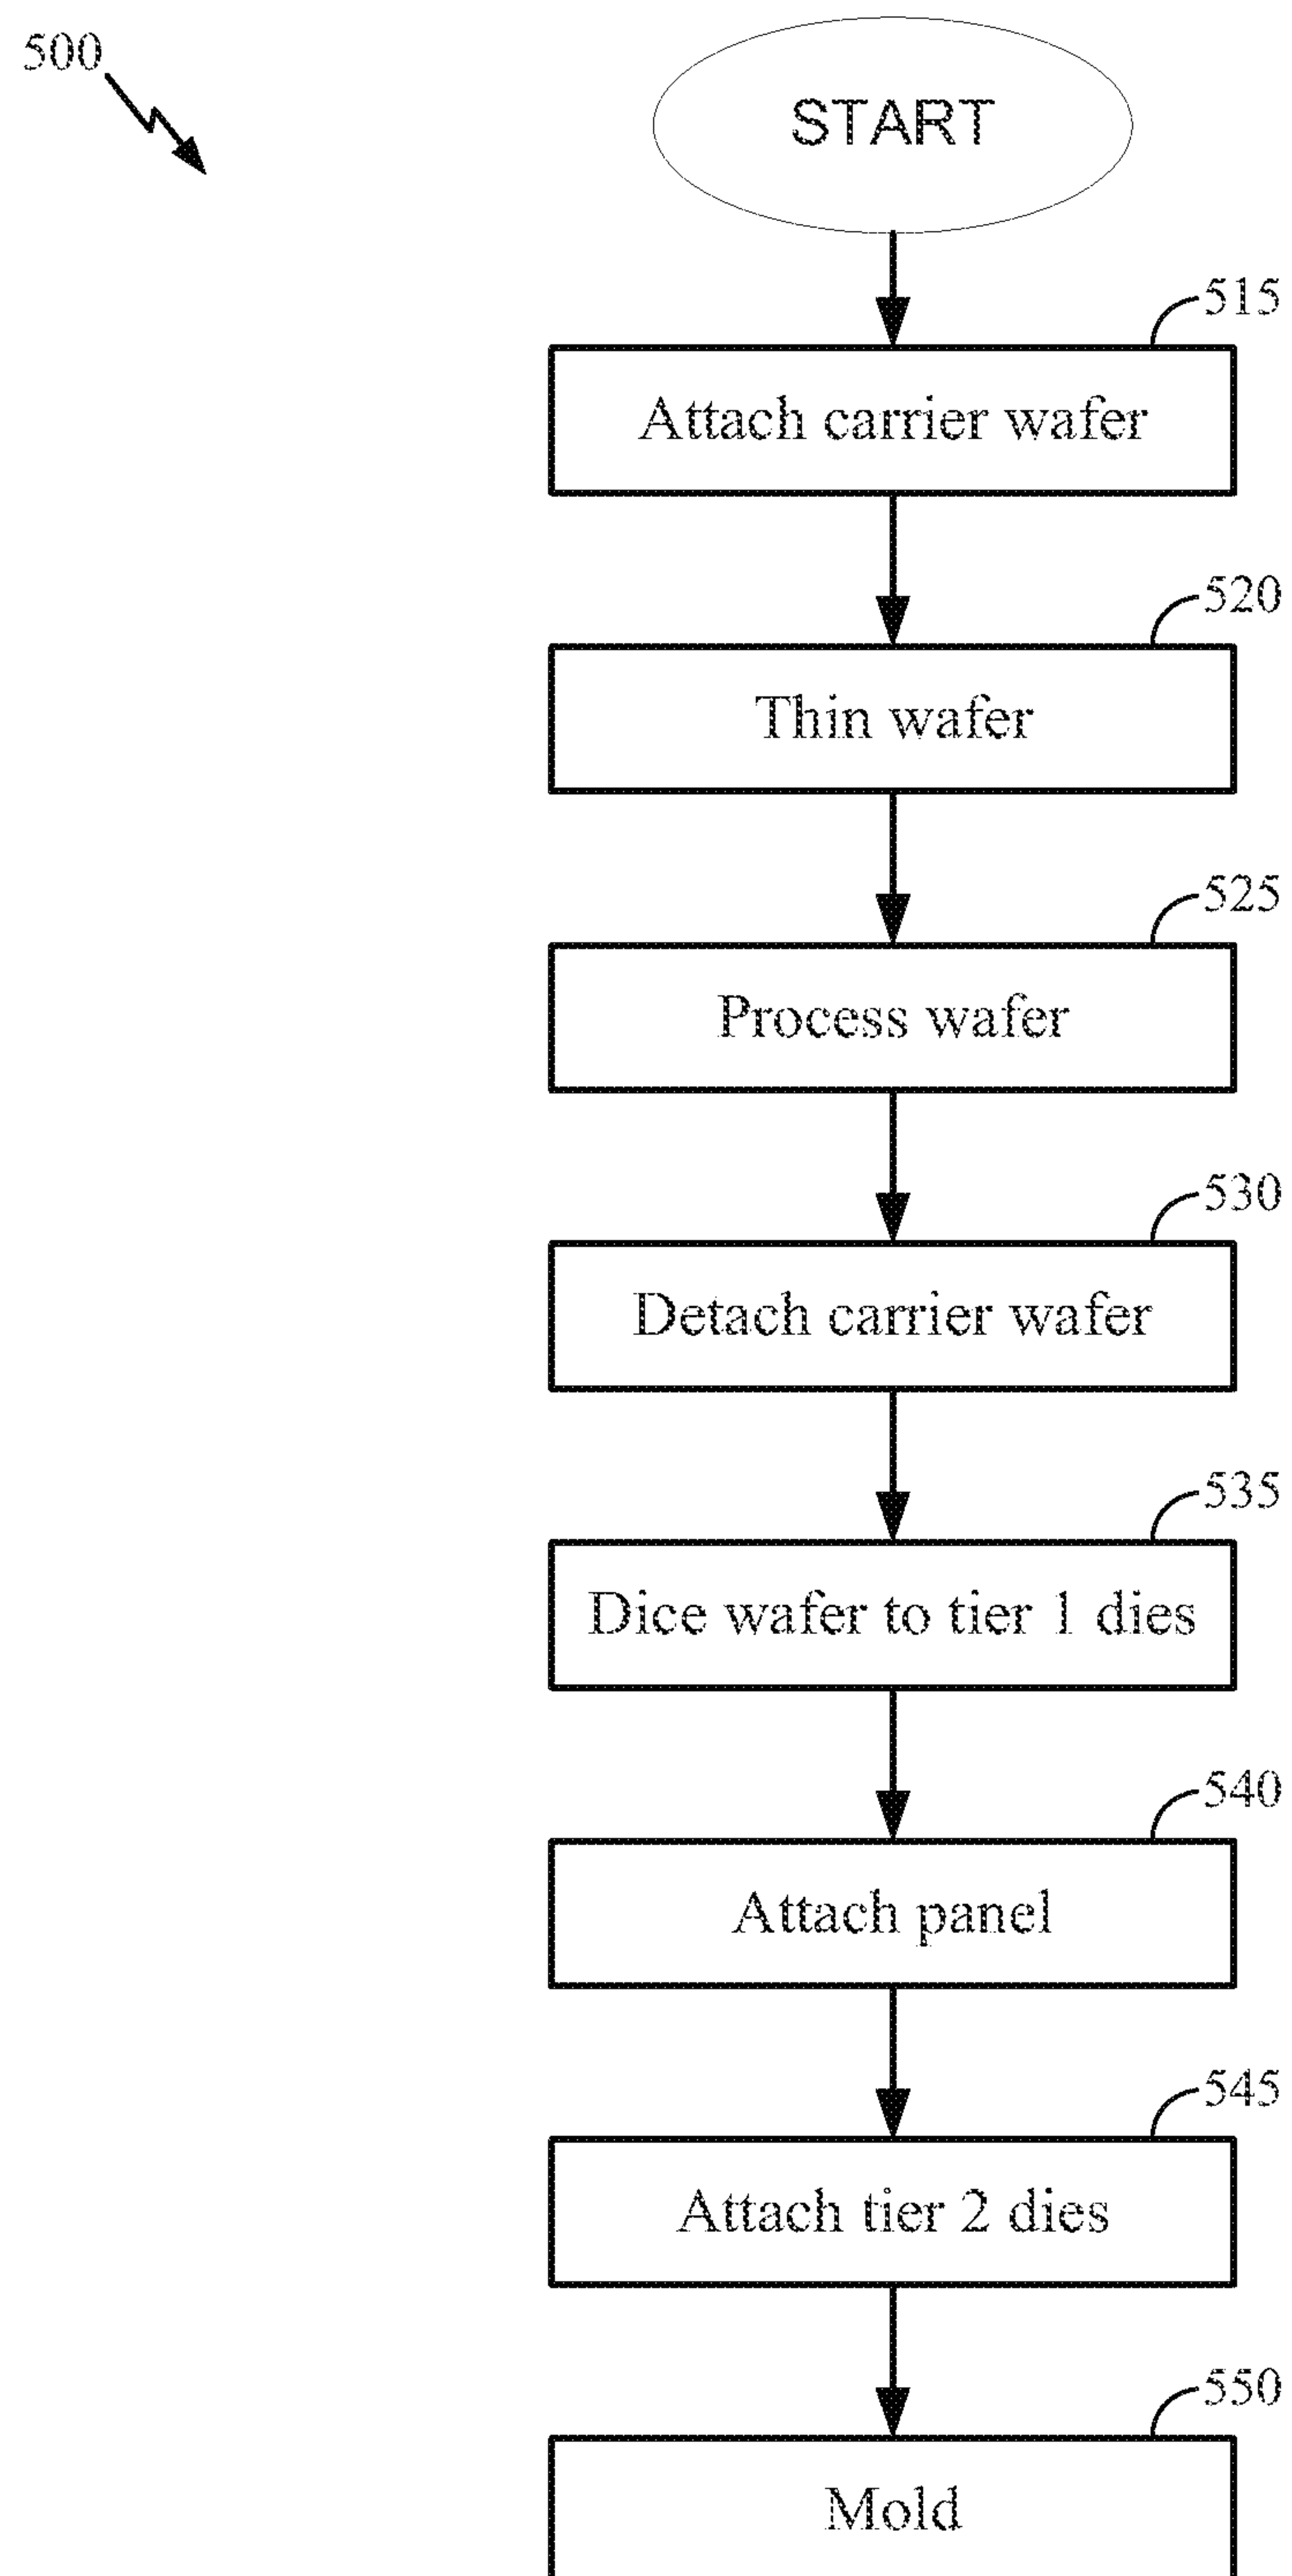 500
START
515
Attach carrier wafer
520
Thin wafer
525
Process wafer
530
Detach carrier wafer
535
Dice wafer to tier 1 dies
540
Attach panel
545
Attach tier 2 dies
550
Mold